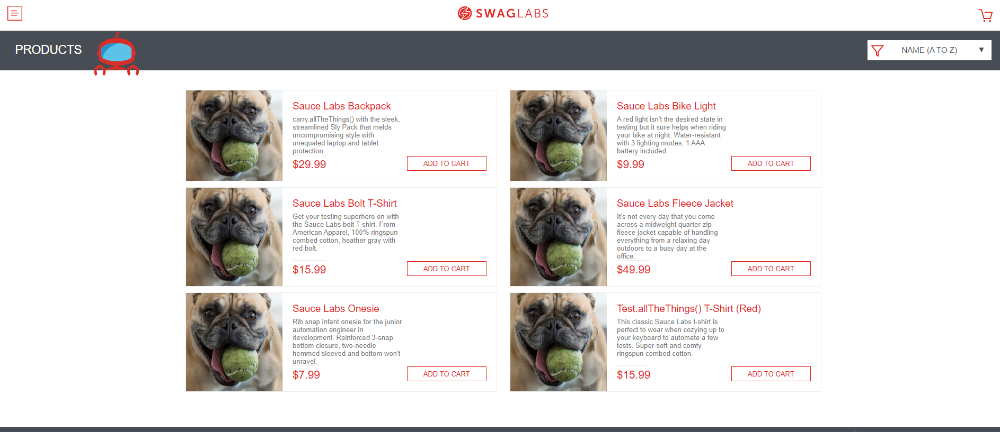 SWAGLABS
PRODUCTS
NAME (A TO Z)
Sauce Labs Backpack
carry.allTheThings() with the sleek,
streamlined Sly Pack that melds
uncompromising style with
unequaled laptop and tablet
protection.
$29.99
ADD TO CART
Sauce Labs Bike Light
A red light isn't the desired state in
testing but it sure helps when riding
your bike at night. Water-resistant
with 3 lighting modes, 1 AAA
battery included.
$9.99
ADD TO CART
Sauce Labs Bolt T-Shirt
Get your testing superhero on with
the Sauce Labs bolt T-shirt. From
American Apparel, 100% ringspun
combed cotton, heather gray with
red bolt.
$15.99
ADD TO CART
Sauce Labs Fleece Jacket
It's not every day that you come
across a midweight quarter-zip
fleece jacket capable of handling
everything from a relaxing day
outdoors to a busy day at the
office.
$49.99
ADD TO CART
Sauce Labs Onesie
Rib snap infant onesie for the junior
automation engineer in
development. Reinforced 3-snap
bottom closure, two-needle
hemmed sleeved and bottom won't
unravel.
$7.99
ADD TO CART
Test.allTheThings() T-Shirt (Red)
This classic Sauce Labs t-shirt is
perfect to wear when cozying up to
your keyboard to automate a few
tests. Super-soft and comfy
ringspun combed cotton.
$15.99
ADD TO CART